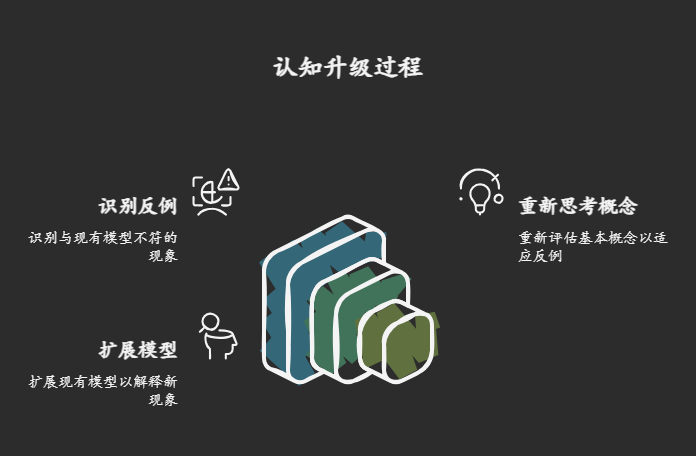 认知升级过程
识别反例
识别与现有模型不符的
现象
重新思考概念
重新评估基本概念以适
应反例
扩展模型
扩展现有模型以解释新
现象